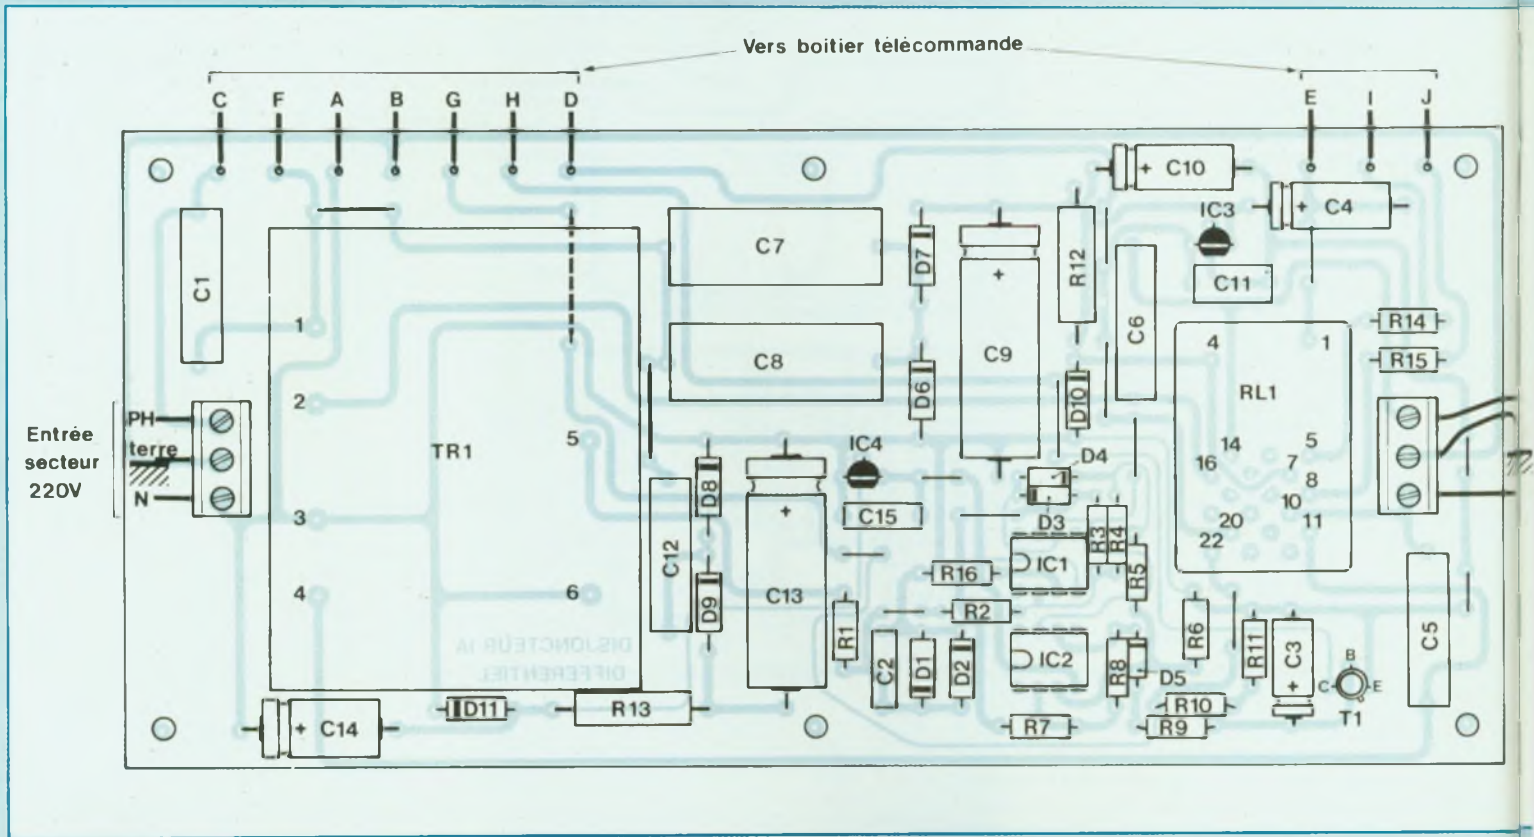 Vers boitier télécommande
C F A B G H D E I J
C10
C4
IC3
C1
C7
D7
R12
C11
C6
1
4
1
R14
C8
C9
R15
D6
D10
RL1
2
PH
Entrée
secteur
220V
terre
N
TR1
5
IC4
D4
14
5
16
7
8
10
D8
3
C15
D3
20
11
22
R3
R4
C12
IC1
R5
R16
4
6
D9
C13
R2
R1
R6
C2
D1
D2
IC2
R8
D5
R11
C3
B
C
E
T1
C5
DISJONCTEUR IA
DIFFERENTIEL
D11
R13
R10
C14
R7
R9